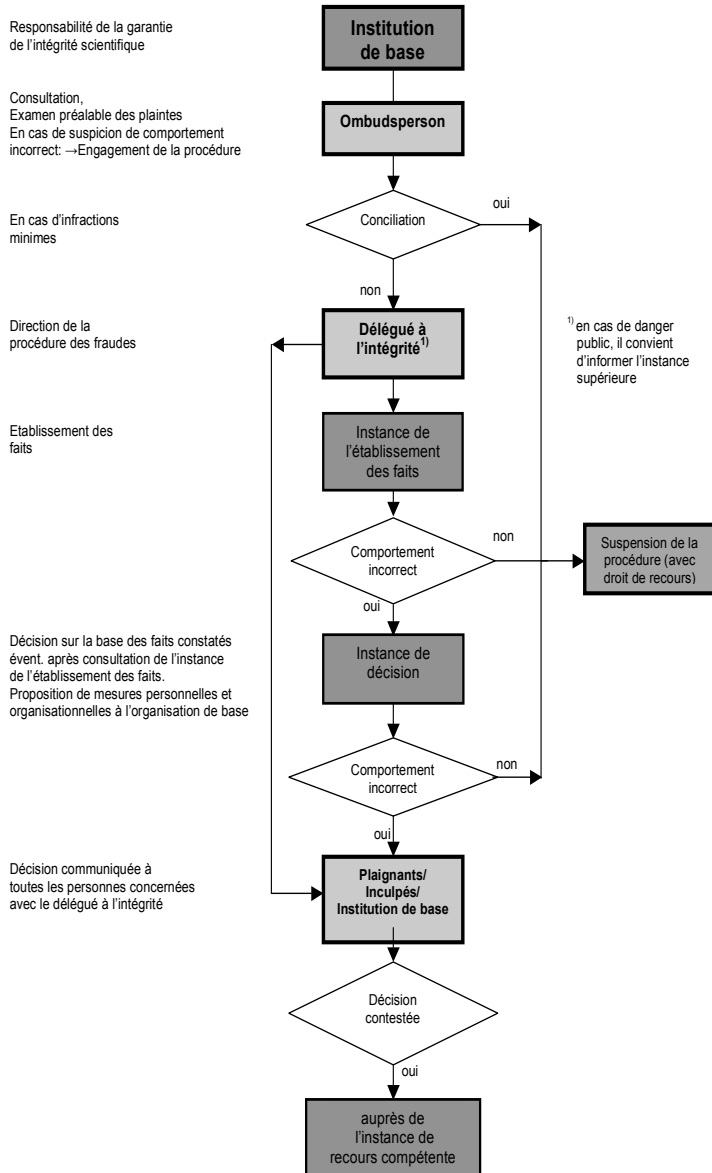 Responsabilité de la garantie
de l'intégrité scientifique
Institution
de base
Consultation,
Examen préalable des plaintes
En cas de suspicion de comportement
incorrect: →Engagement de la procédure
Ombudsperson
En cas d'infractions
minimes
Conciliation
oui
non
Direction de la
procédure des fraudes
Délégué à
l'intégrité1)
1) en cas de danger
public, il convient
d'informer l'instance
supérieure
Etablissement des
faits
Instance de
l'établissement
des faits
Comportement
incorrect
non
Suspension de la
procédure (avec
droit de recours)
oui
Décision sur la base des faits constatés
évent. après consultation de l'instance
de l'établissement des faits.
Proposition de mesures personnelles et
organisationnelles à l'organisation de base
Instance de
décision
Comportement
incorrect
non
oui
Décision communiquée à
toutes les personnes concernées
avec le délégué à l'intégrité
Plaignants/
Inculpés/
Institution de base
Décision
contestée
oui
auprès de
l'instance de
recours compétente